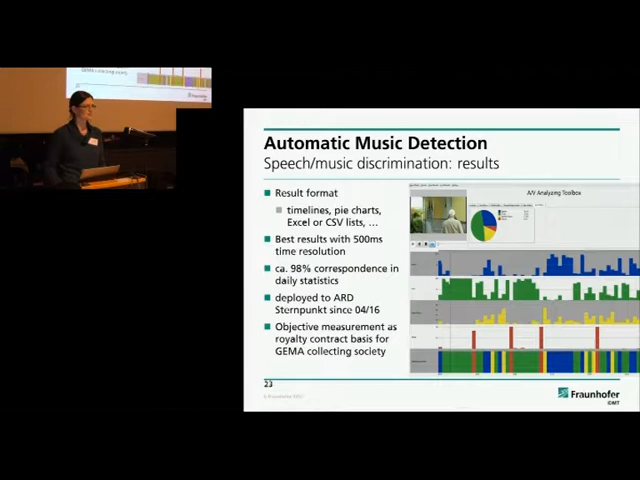 Fraunhofer
Automatic Music Detection
Speech/music discrimination: results
Result format
timelines, pie charts,
Excel or CSV lists, ...
Best results with 500ms
time resolution
ca. 98% correspondence in
daily statistics
deployed to ARD
Sternpunkt since 04/16
Objective measurement as
royalty contract basis for
GEMA collecting society
A/V Analyzing Toolbox
23
Fraunhofer
IDMT